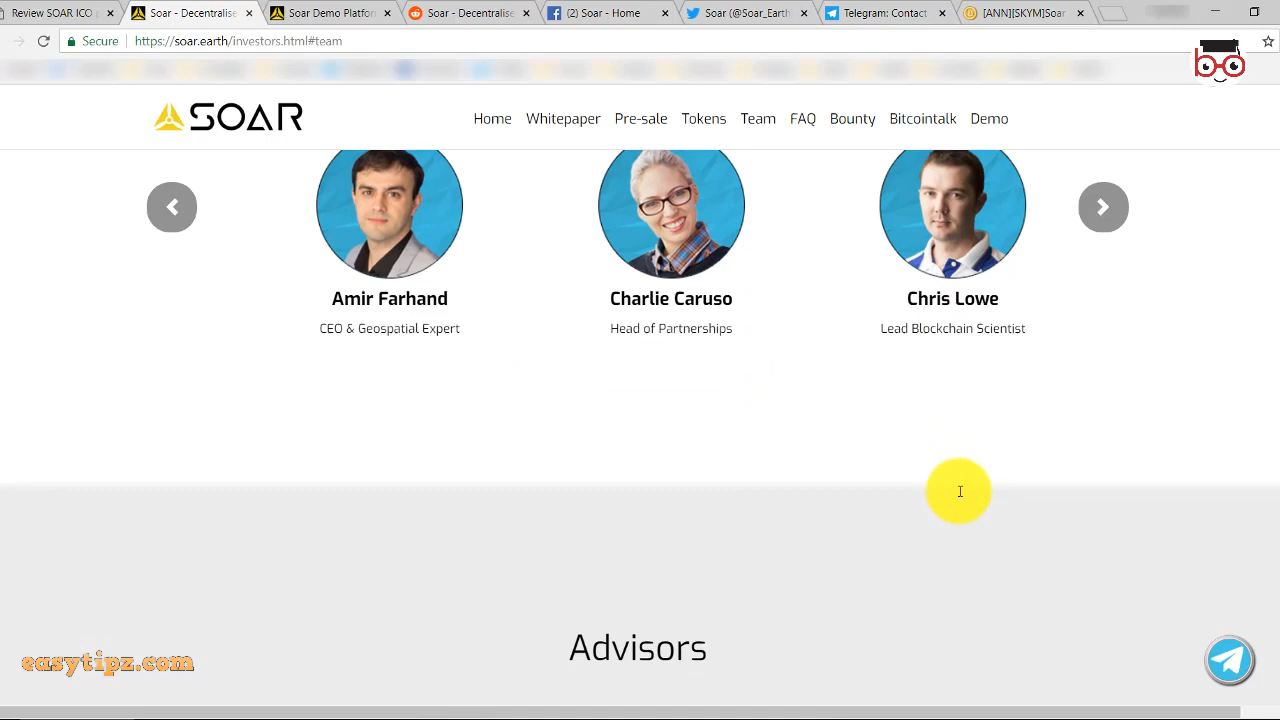 Review SOAR ICO
Soar - Decentralise
Soar Demo Platfor
Soar - Decentralise
(2) Soar - Home
Soar (@Soar_Earth
Telegram: Contact
[ANN][SKYM]Soar
Secure
https://soar.earth/investors.html#team
SOAR
Home
Whitepaper
Pre-sale
Tokens
Team
FAQ
Bounty
Bitcointalk
Demo
Amir Farhand
CEO & Geospatial Expert
Charlie Caruso
Head of Partnerships
Chris Lowe
Lead Blockchain Scientist
Advisors
easytipz.com